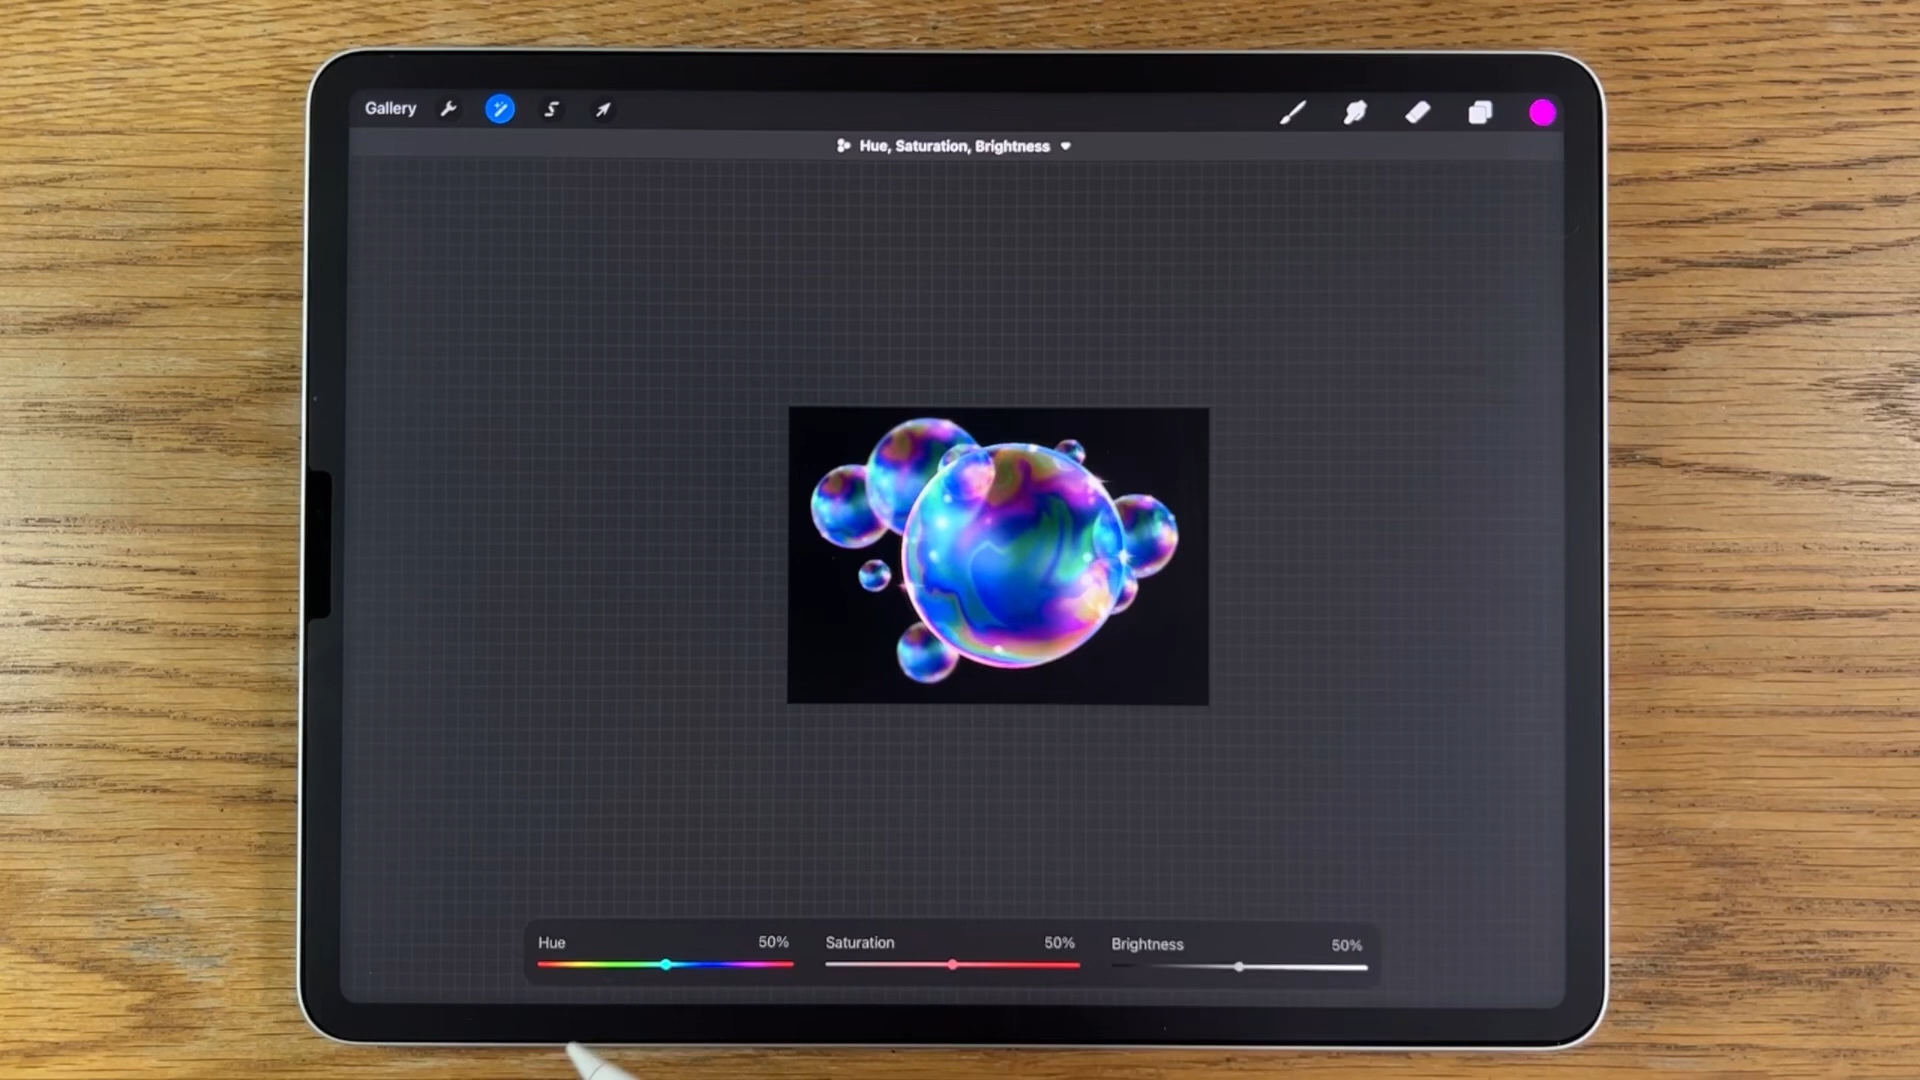 Gallery
Hue, Saturation, Brightness
Hue 50% Saturation 50% Brightness 50%